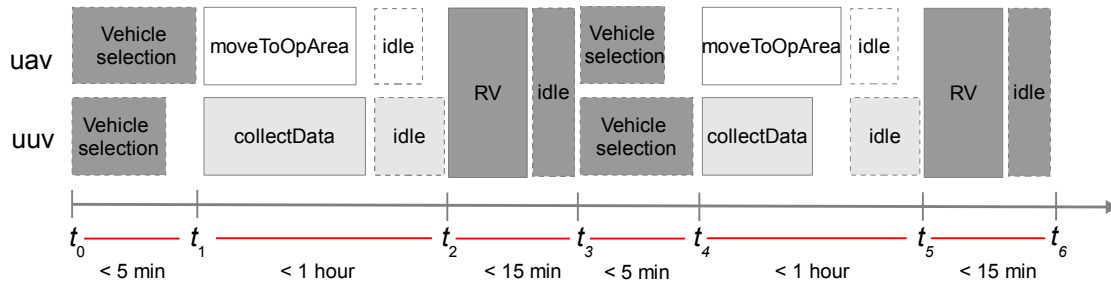 uav
Vehicle
selection
moveToOpArea
idle
RV
idle
Vehicle
selection
moveToOpArea
idle
RV
idle
uuv
Vehicle
selection
collectData
idle
Vehicle
selection
collectData
idle
t0
t1
t2
t3
t4
t5
t6
< 5 min
< 1 hour
< 15 min
< 5 min
< 1 hour
< 15 min